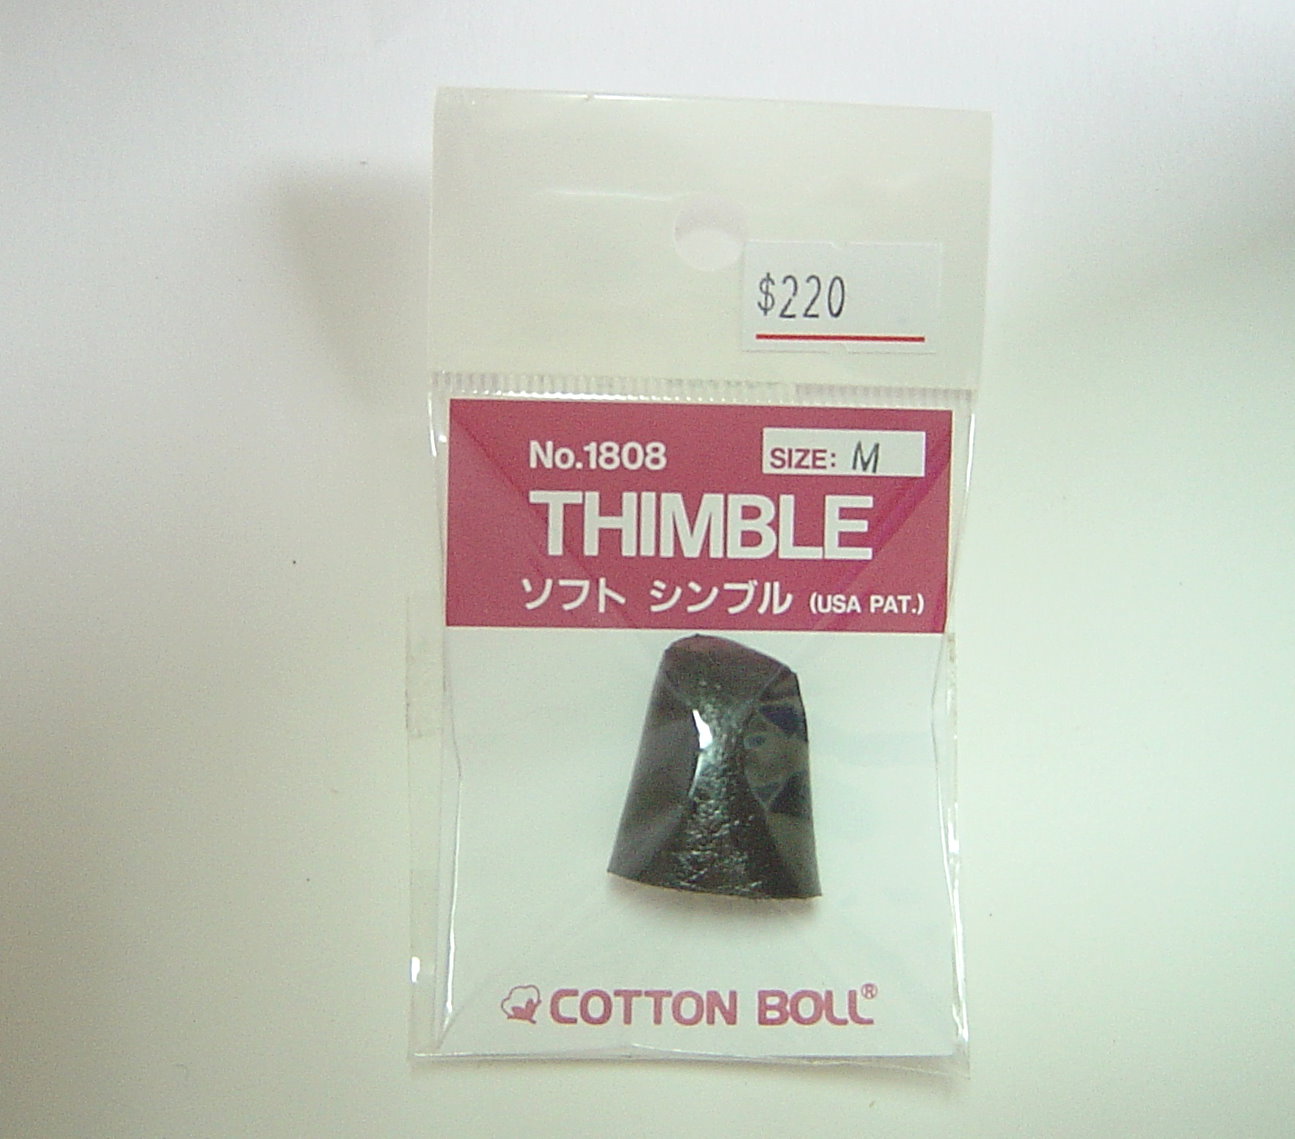 $220
No.1808
SIZE: M
THIMBLE
ソフト シンブル (USA PAT.)
COTTON BOLL®